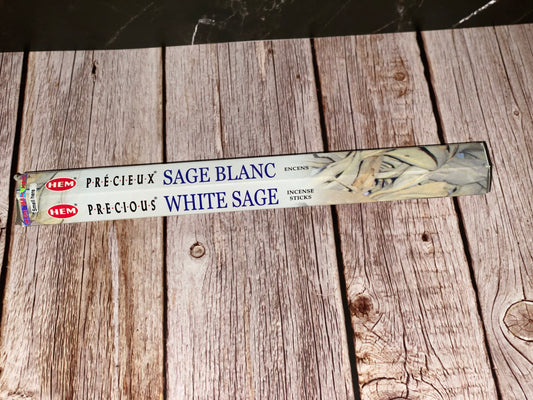 HEM PRÉCIEUX SAGE BLANC ENCENS
HEM PRECIOUS WHITE SAGE INCENSE STICKS